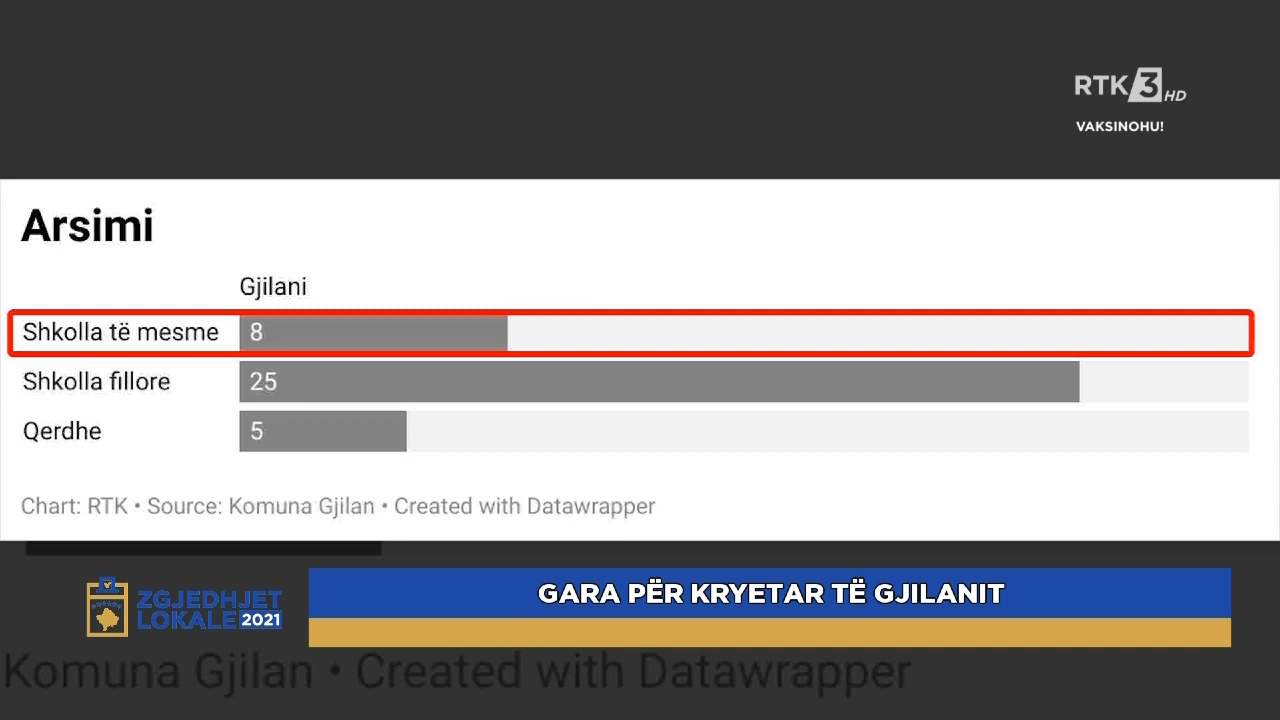 RTK 3 HD
VAKSINOHU!
Arsimi
Gjilani
Shkolla të mesme 8
Shkolla fillore 25
Qerdhe 5
Chart: RTK • Source: Komuna Gjilan • Created with Datawrapper
ZGJEDHJET
LOKALE 2021
GARA PËR KRYETAR TË GJILANIT
Komuna Gjilan • Created with Datawrapper